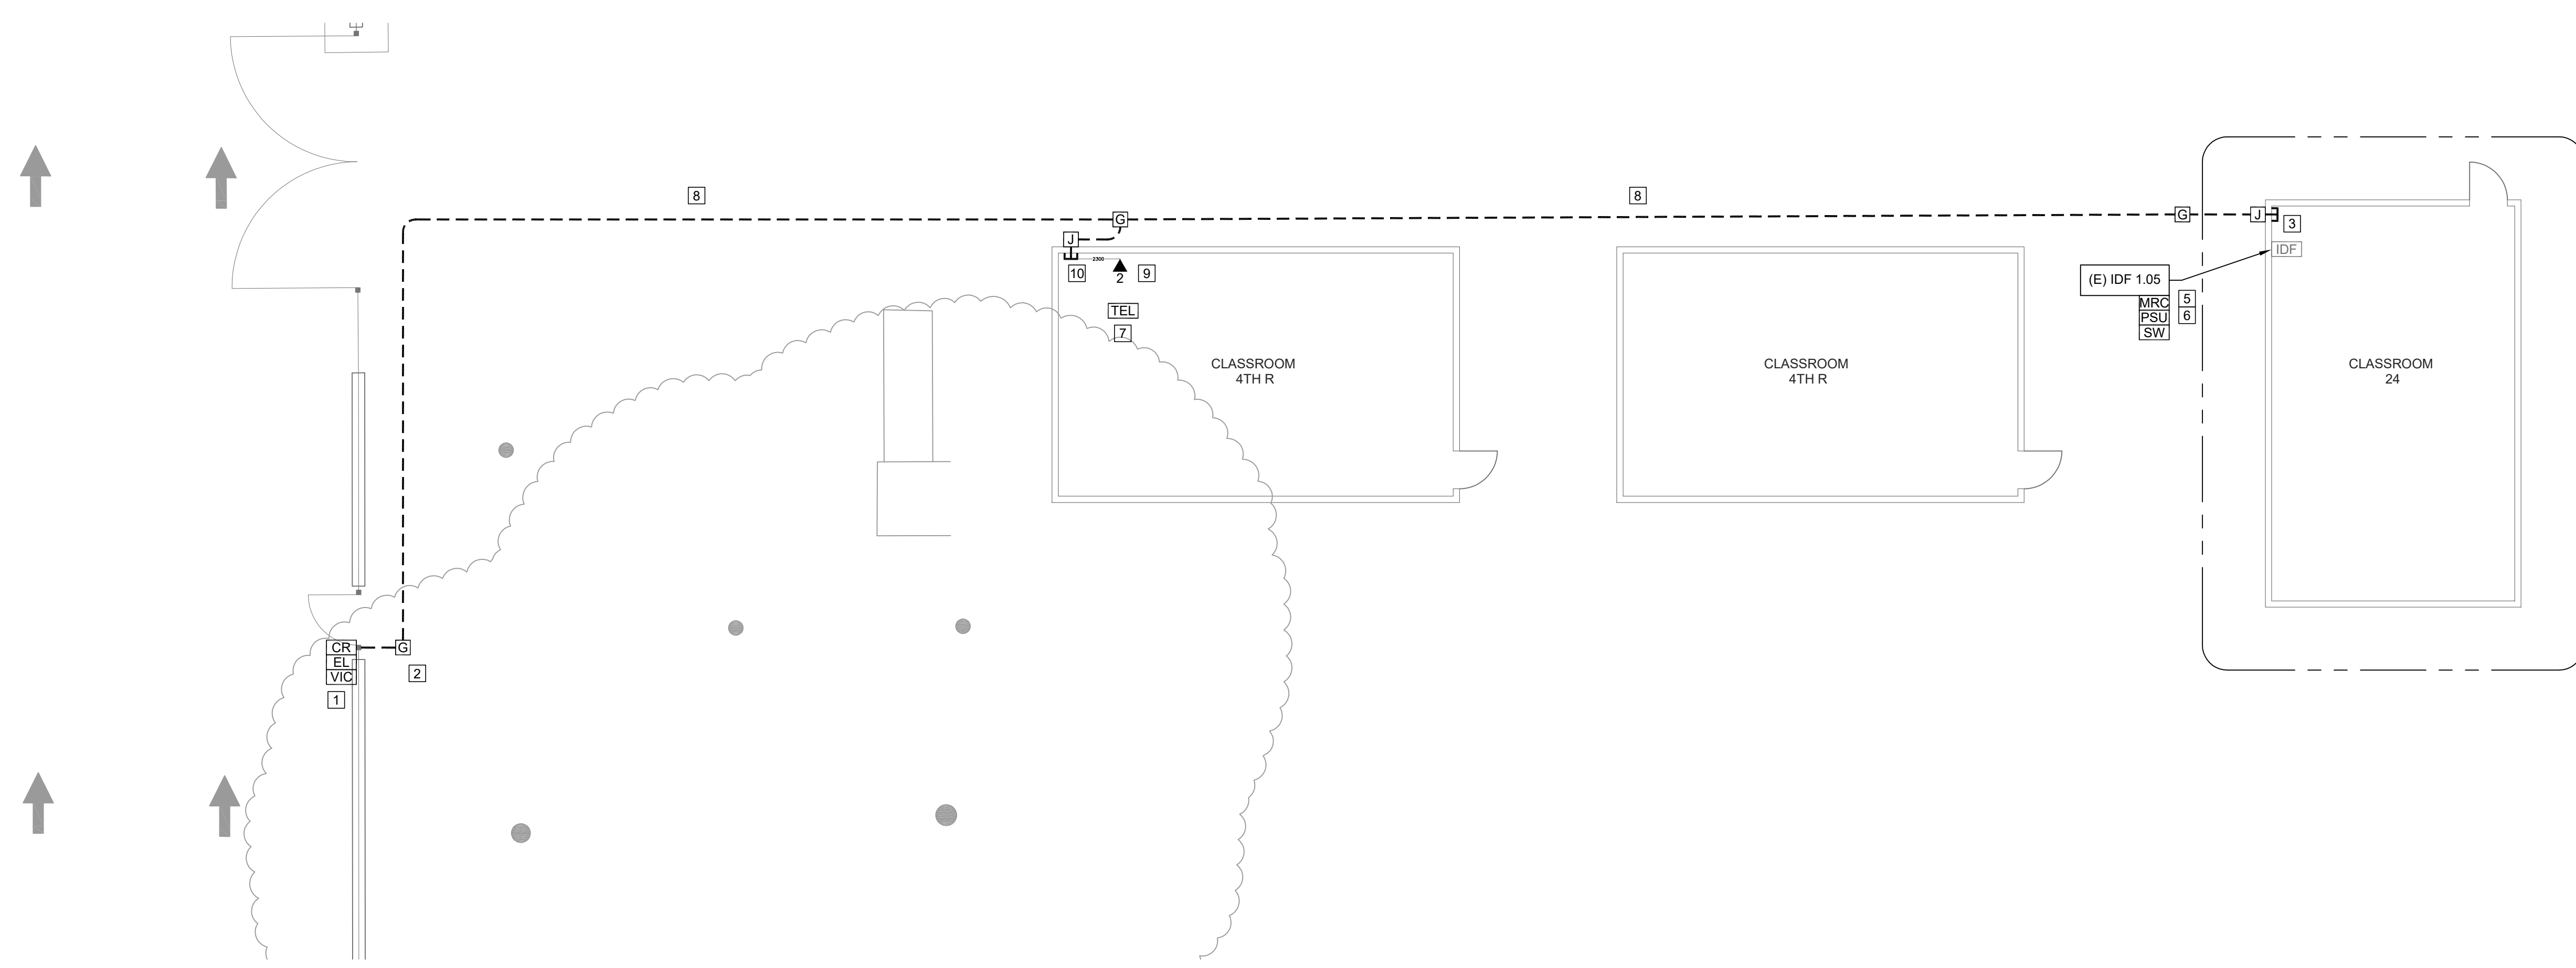 8
8
G
G
J
3
J
IDF
2300
10
2
9
(E) IDF 1.05
MRC
5
PSU
6
SW
TEL
7
CLASSROOM
4TH R
CLASSROOM
4TH R
CLASSROOM
24
CR
G
EL
VIC
2
1